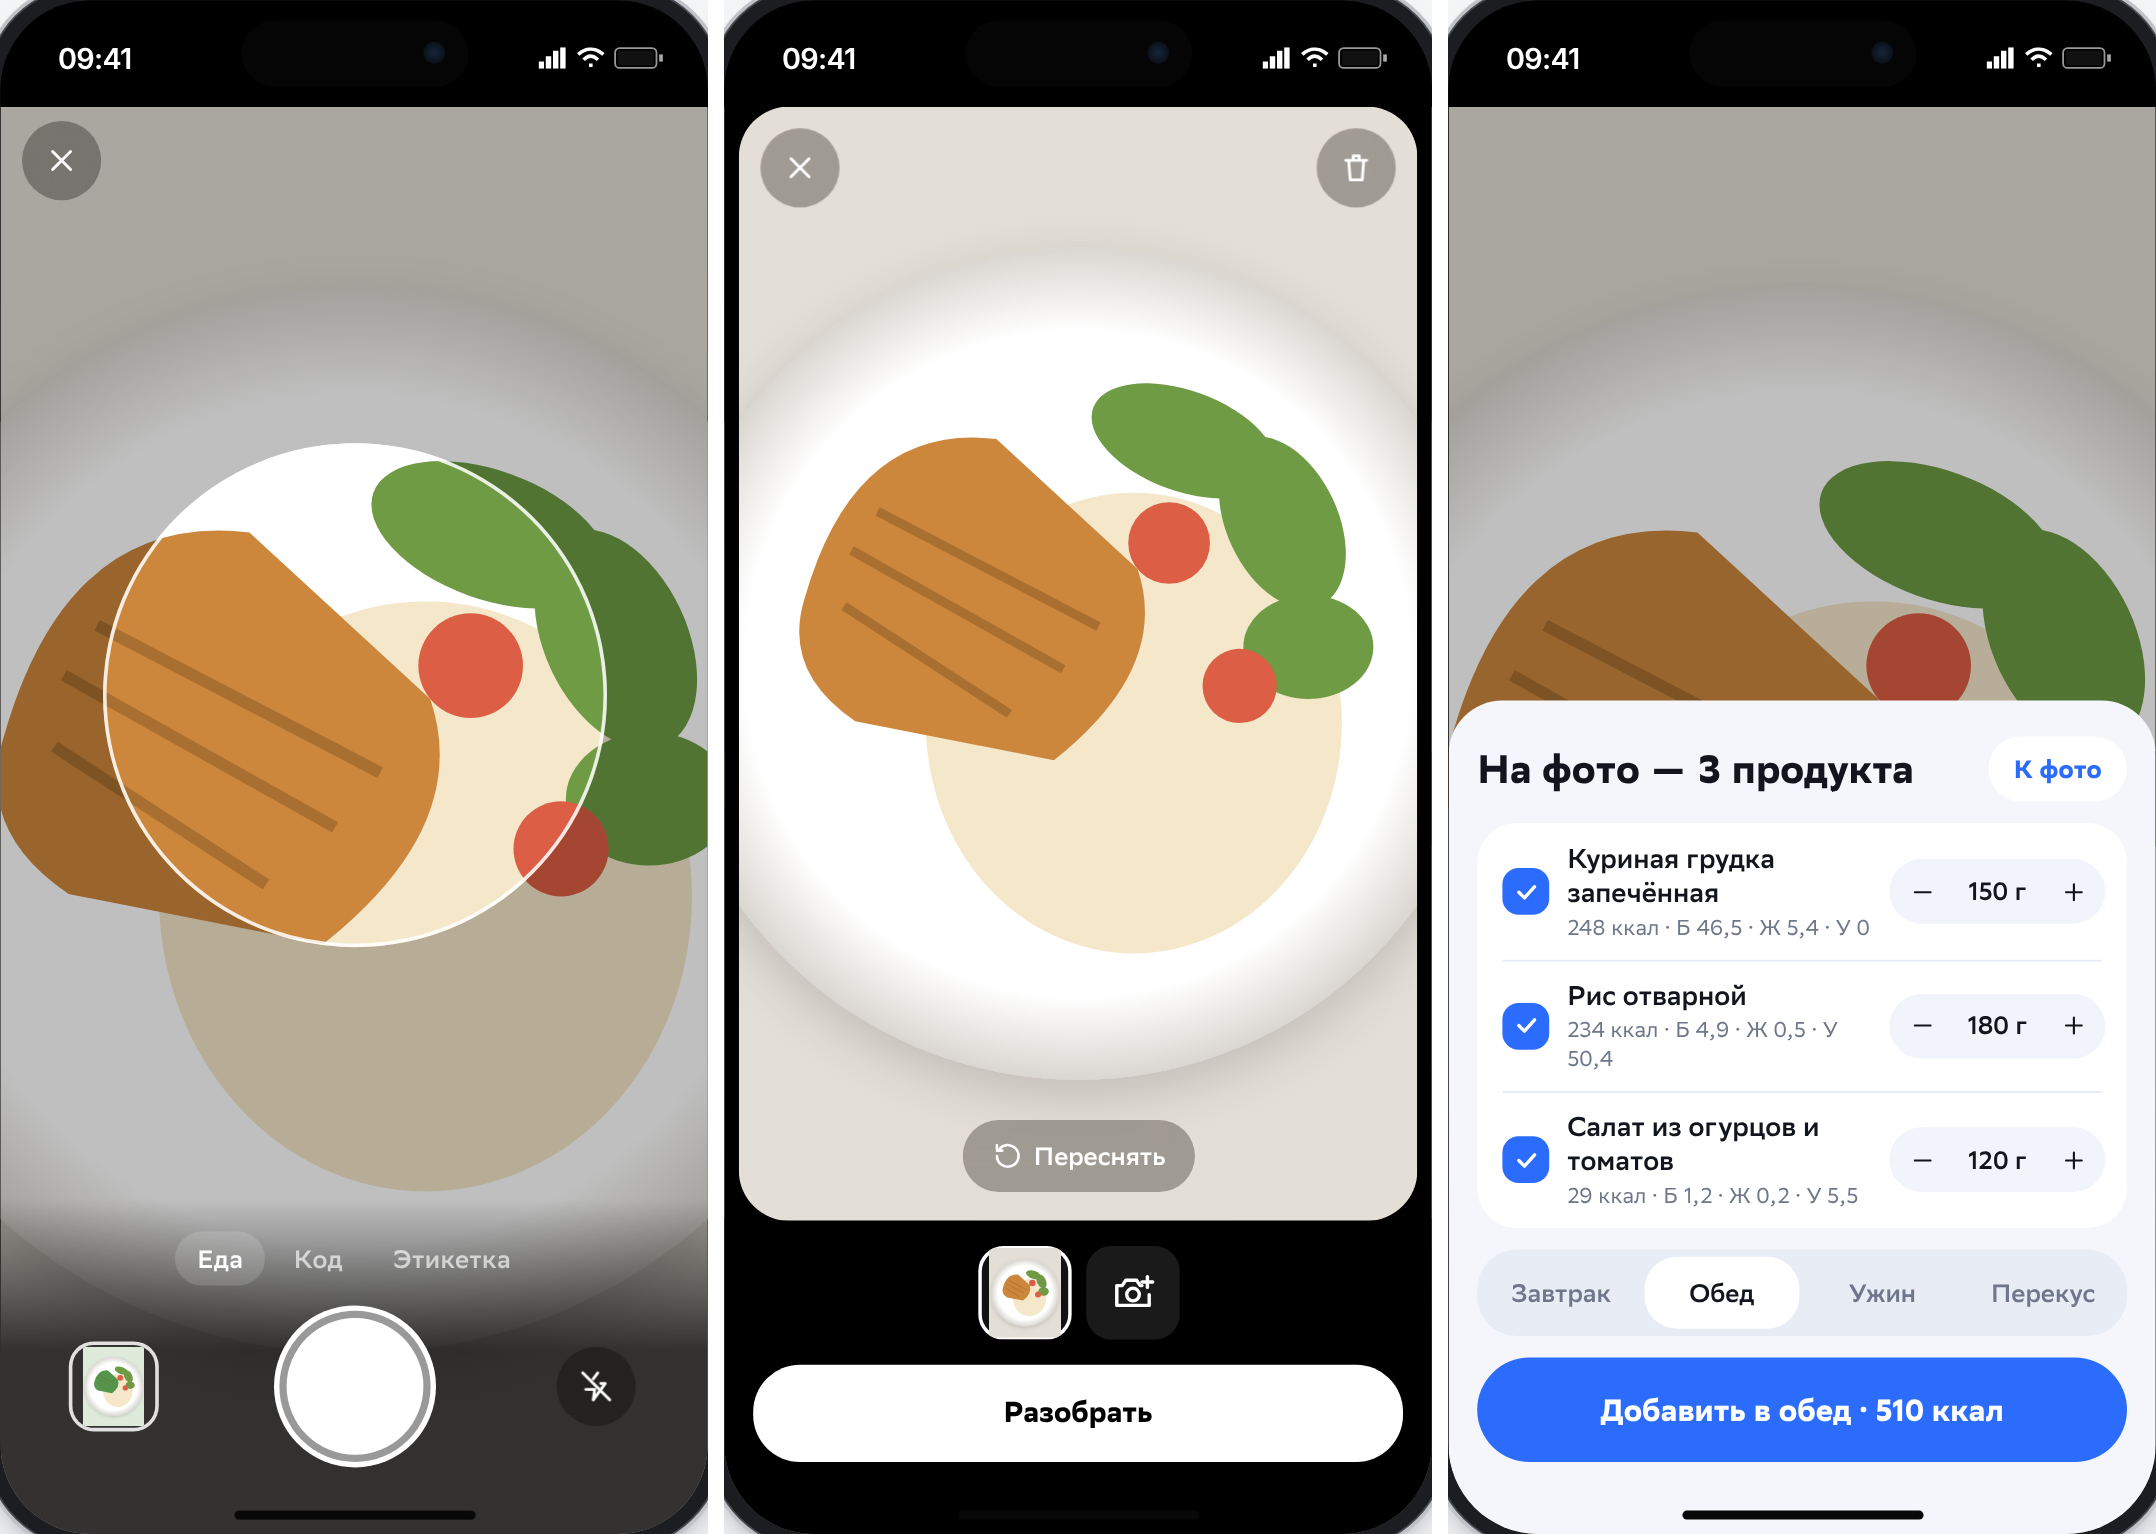 09:41
Еда
Код
Этикетка
09:41
Переснять
Разобрать
09:41
На фото — 3 продукта
К фото
Куриная грудка
запечённая
248 ккал · Б 46,5 · Ж 5,4 · У 0
− 150 г +
Рис отварной
234 ккал · Б 4,9 · Ж 0,5 · У
50,4
− 180 г +
Салат из огурцов и
томатов
29 ккал · Б 1,2 · Ж 0,2 · У 5,5
− 120 г +
Завтрак
Обед
Ужин
Перекус
Добавить в обед · 510 ккал